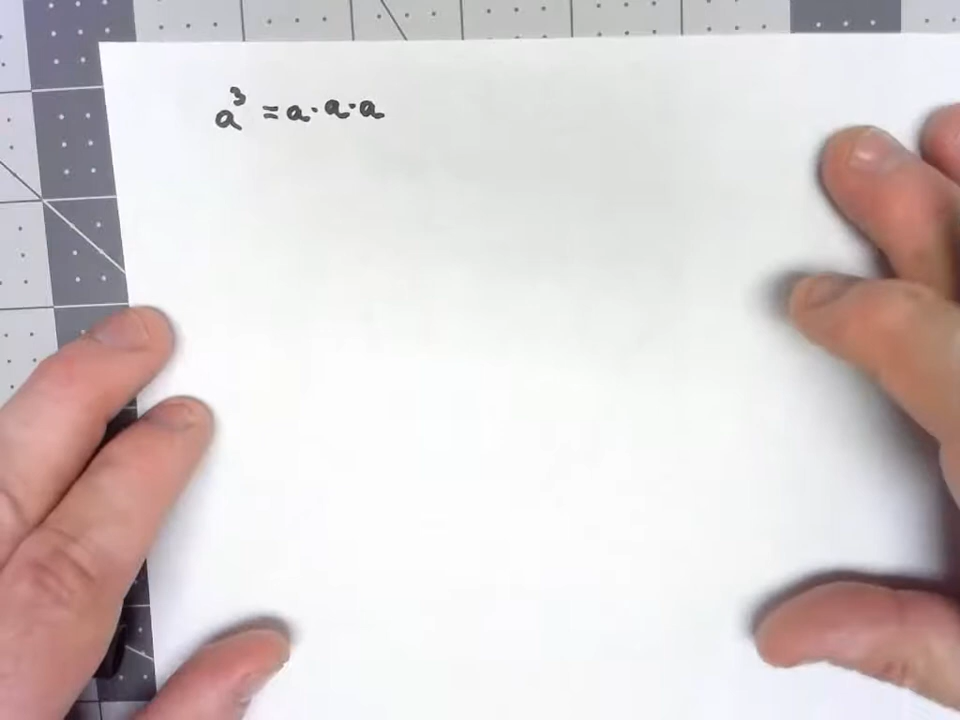 a³ = a · a · a